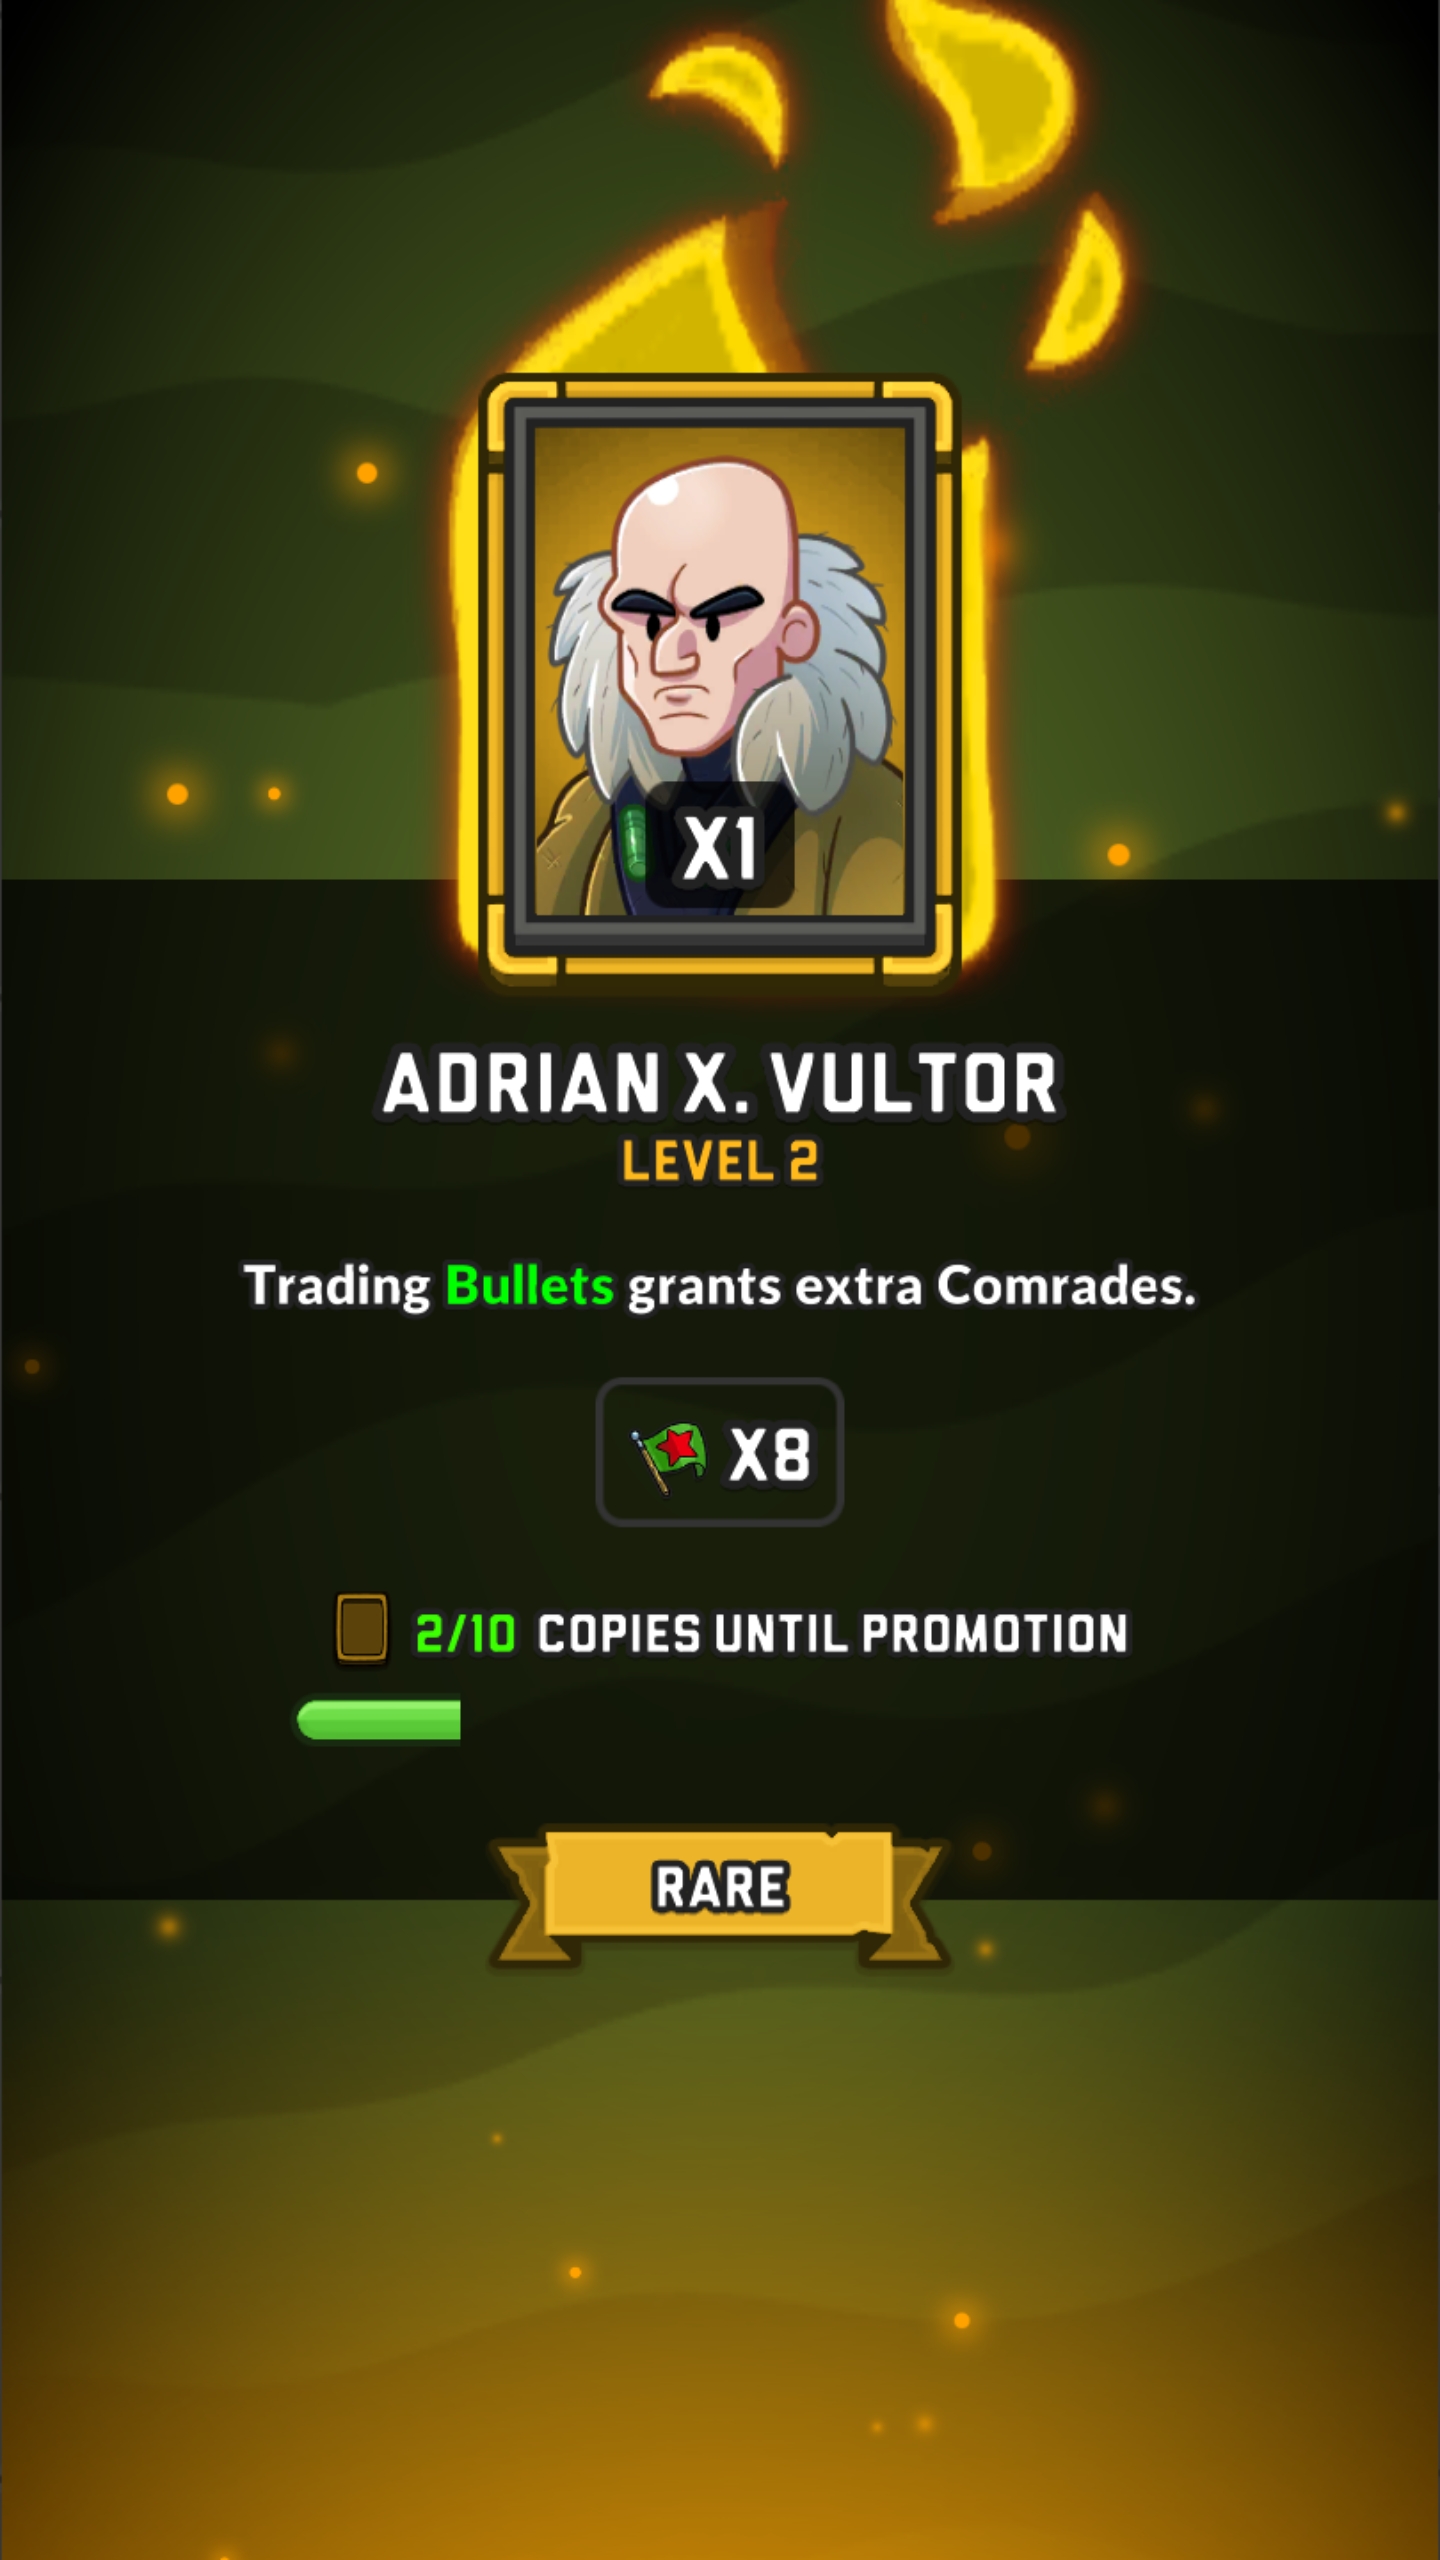 X1
ADRIAN X. VULTOR
LEVEL 2
Trading Bullets grants extra Comrades.
X8
2/10 COPIES UNTIL PROMOTION
RARE